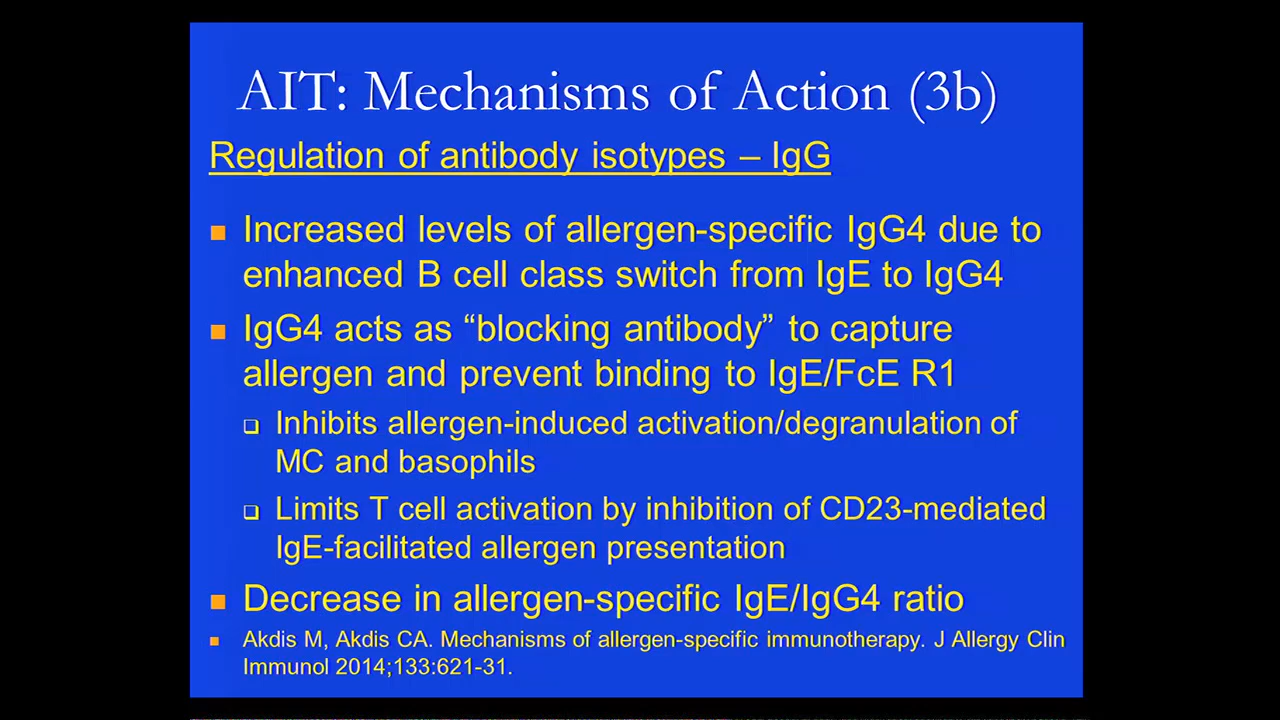 AIT: Mechanisms of Action (3b)
Regulation of antibody isotypes – IgG
Increased levels of allergen-specific IgG4 due to
enhanced B cell class switch from IgE to IgG4
IgG4 acts as “blocking antibody” to capture
allergen and prevent binding to IgE/FcE R1
Inhibits allergen-induced activation/degranulation of
MC and basophils
Limits T cell activation by inhibition of CD23-mediated
IgE-facilitated allergen presentation
Decrease in allergen-specific IgE/IgG4 ratio
Akdis M, Akdis CA. Mechanisms of allergen-specific immunotherapy. J Allergy Clin
Immunol 2014;133:621-31.